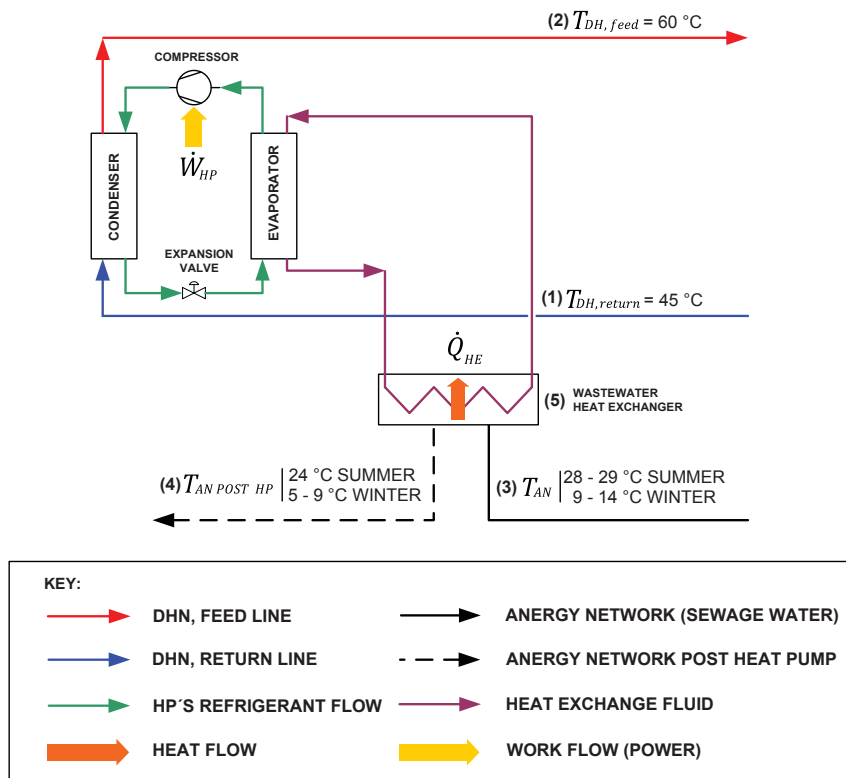 (2) T_DH,feed = 60 °C
COMPRESSOR
CONDENSER
Ẇ_HP
EVAPORATOR
EXPANSION
VALVE
(1) T_DH,return = 45 °C
Q̇_HE
(5) WASTEWATER
HEAT EXCHANGER
(4) T_AN POST HP | 24 °C SUMMER
5 - 9 °C WINTER
(3) T_AN | 28 - 29 °C SUMMER
9 - 14 °C WINTER
KEY:
DHN, FEED LINE
ANERGY NETWORK (SEWAGE WATER)
DHN, RETURN LINE
ANERGY NETWORK POST HEAT PUMP
HP´S REFRIGERANT FLOW
HEAT EXCHANGE FLUID
HEAT FLOW
WORK FLOW (POWER)